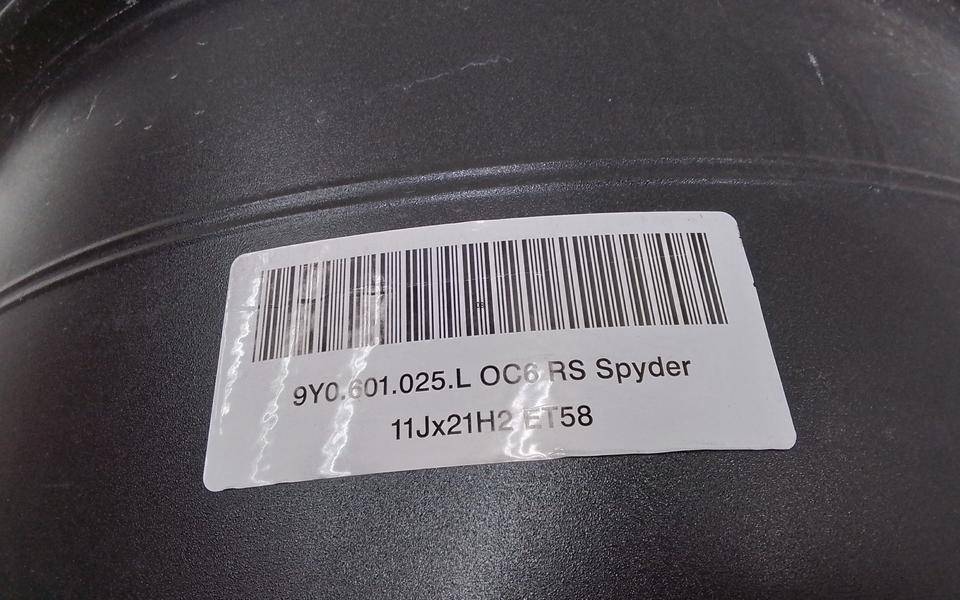 9Y0.601.025.L OC6 RS Spyder
11Jx21H2 ET58